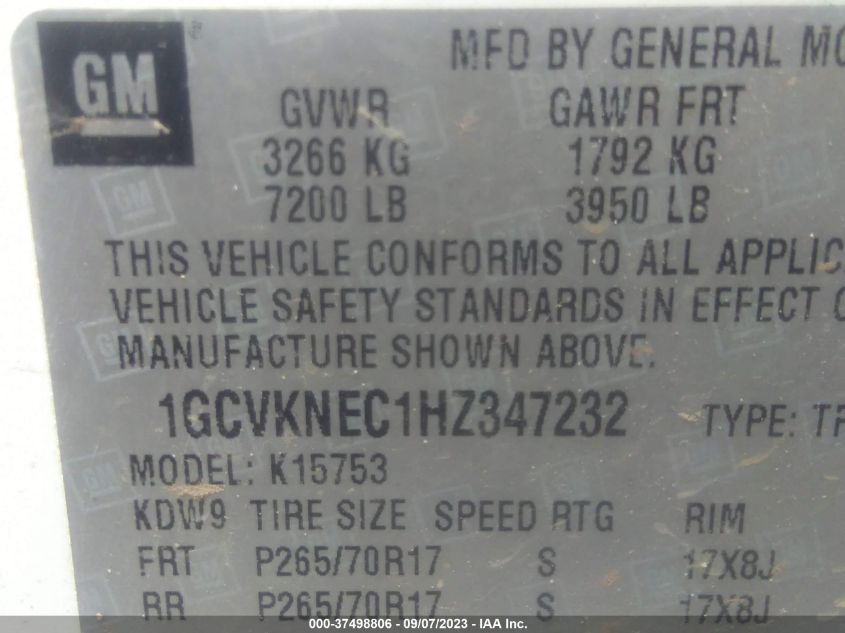 GM
MFD BY GENERAL MO
GVWR GAWR FRT
3266 KG 1792 KG
7200 LB 3950 LB
THIS VEHICLE CONFORMS TO ALL APPLIC
VEHICLE SAFETY STANDARDS IN EFFECT O
MANUFACTURE SHOWN ABOVE.
1GCVKNEC1HZ347232 TYPE: TR
MODEL: K15753
KDW9 TIRE SIZE SPEED RTG RIM
FRT P265/70R17 S 17X8J
RR P265/70R17 S 17X8J
000-37498806 - 09/07/2023 - IAA Inc.